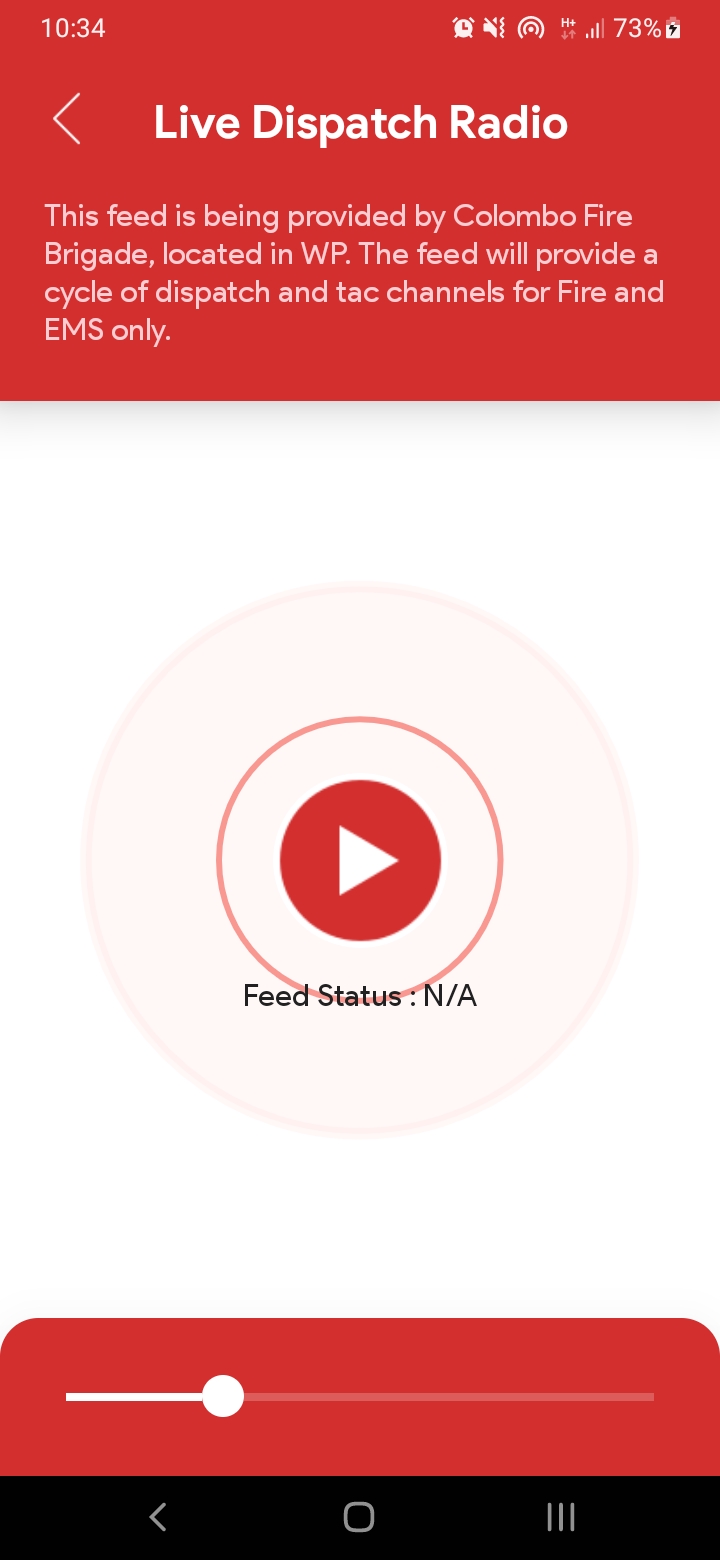 10:34
H+ 73%
Live Dispatch Radio
This feed is being provided by Colombo Fire
Brigade, located in WP. The feed will provide a
cycle of dispatch and tac channels for Fire and
EMS only.
Feed Status : N/A